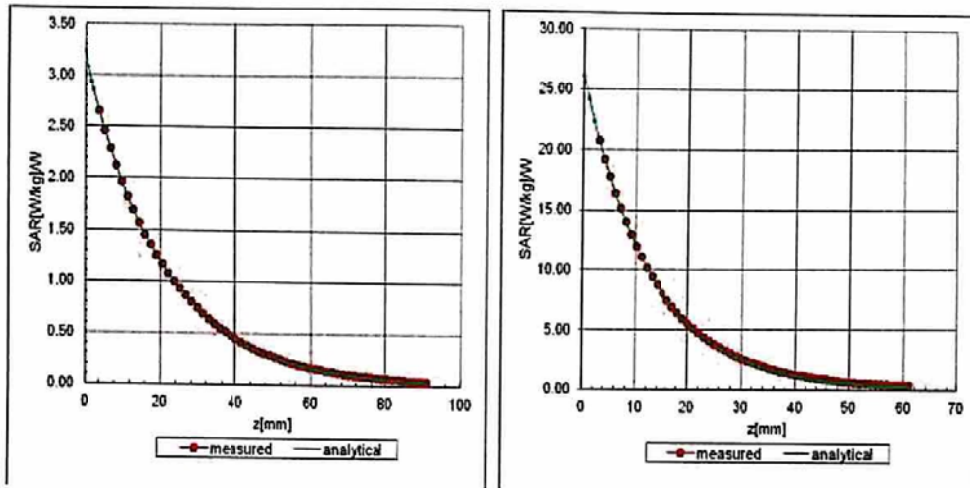 3.50
3.00
2.50
2.00
1.50
1.00
0.50
0.00
SAR[W/kg]/W
0 20 40 60 80 100
z[mm]
measured analytical
30.00
25.00
20.00
15.00
10.00
5.00
0.00
SAR[W/kg]/W
0 10 20 30 40 50 60 70
z[mm]
measured analytical